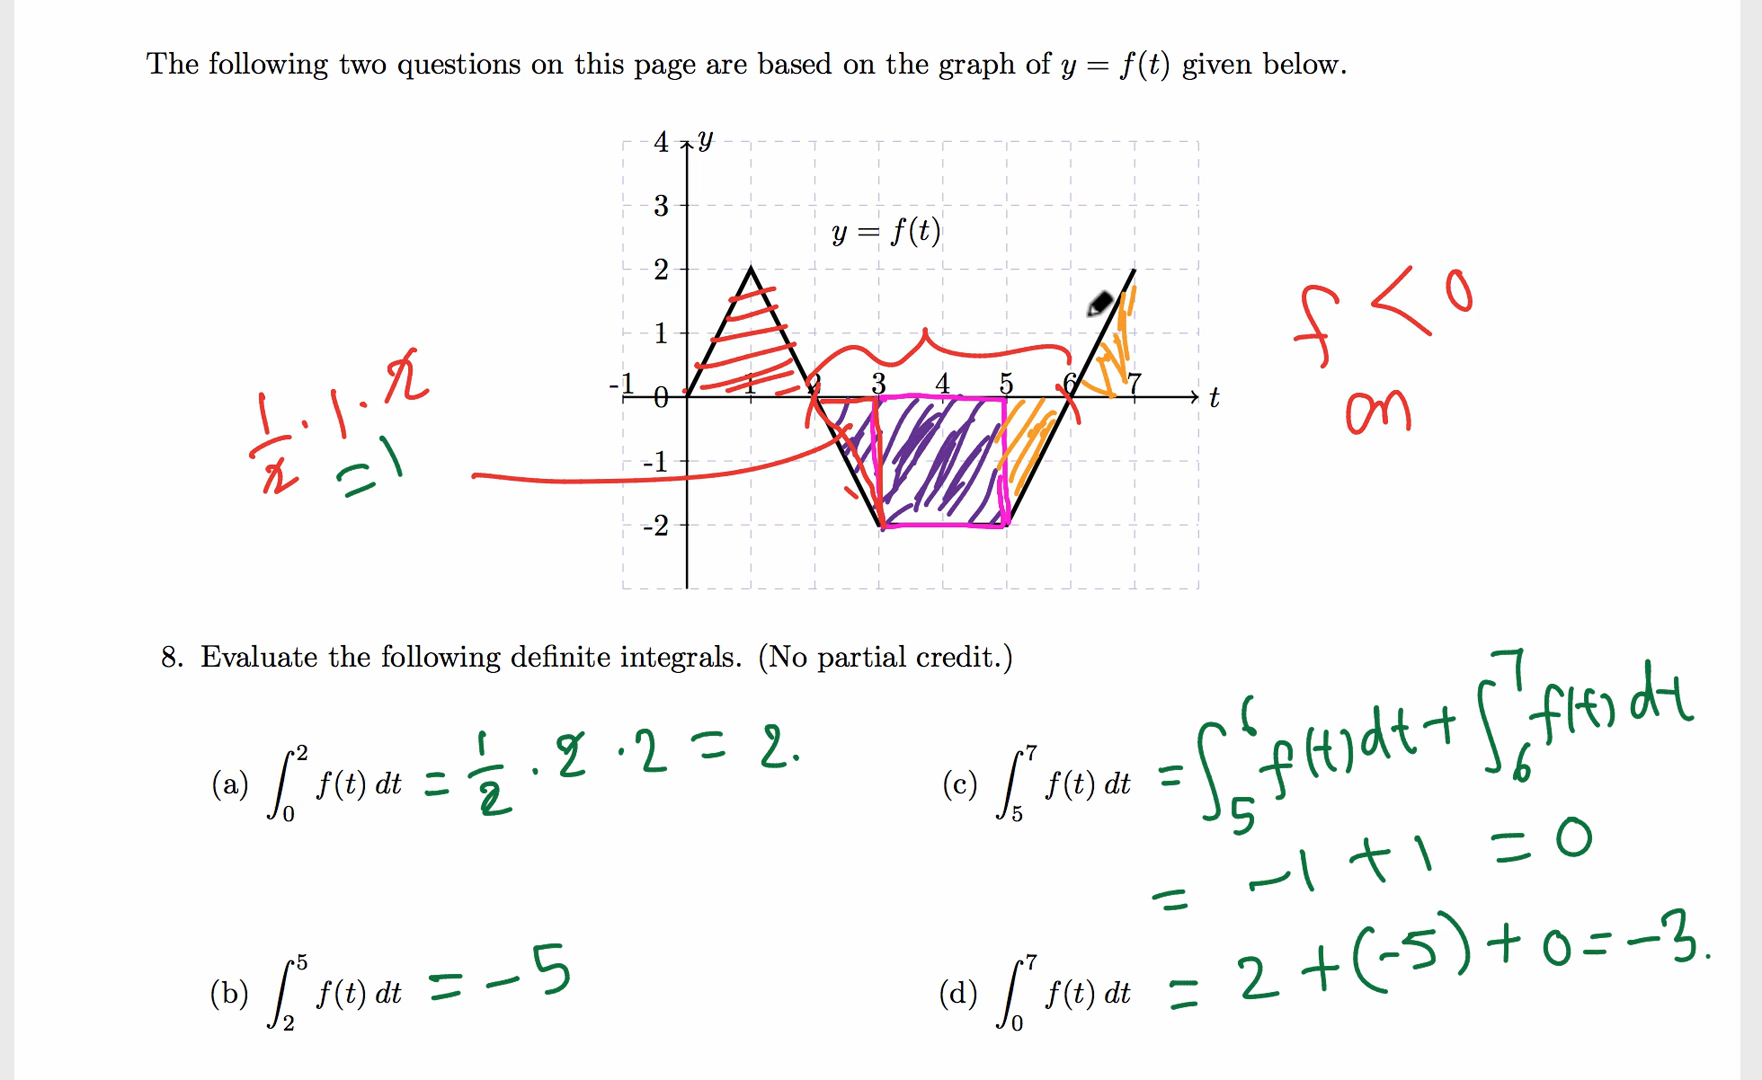 The following two questions on this page are based on the graph of y = f(t) given below.
4 y
3
y = f(t)
2
1
-1 0 1 2 3 4 5 6 7 t
-1
-2
1/2 · 1 · 2
= 1
f < 0
on
8. Evaluate the following definite integrals. (No partial credit.)
(a) ∫_0^2 f(t) dt = 1/2 · 2 · 2 = 2.
(c) ∫_5^7 f(t) dt = ∫_5^6 f(t) dt + ∫_6^7 f(t) dt
= -1 + 1 = 0
(b) ∫_2^5 f(t) dt = -5
(d) ∫_0^7 f(t) dt = 2 + (-5) + 0 = -3.